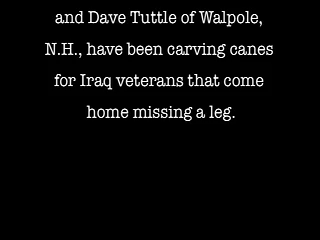 and Dave Tuttle of Walpole,
N.H., have been carving canes
for Iraq veterans that come
home missing a leg.